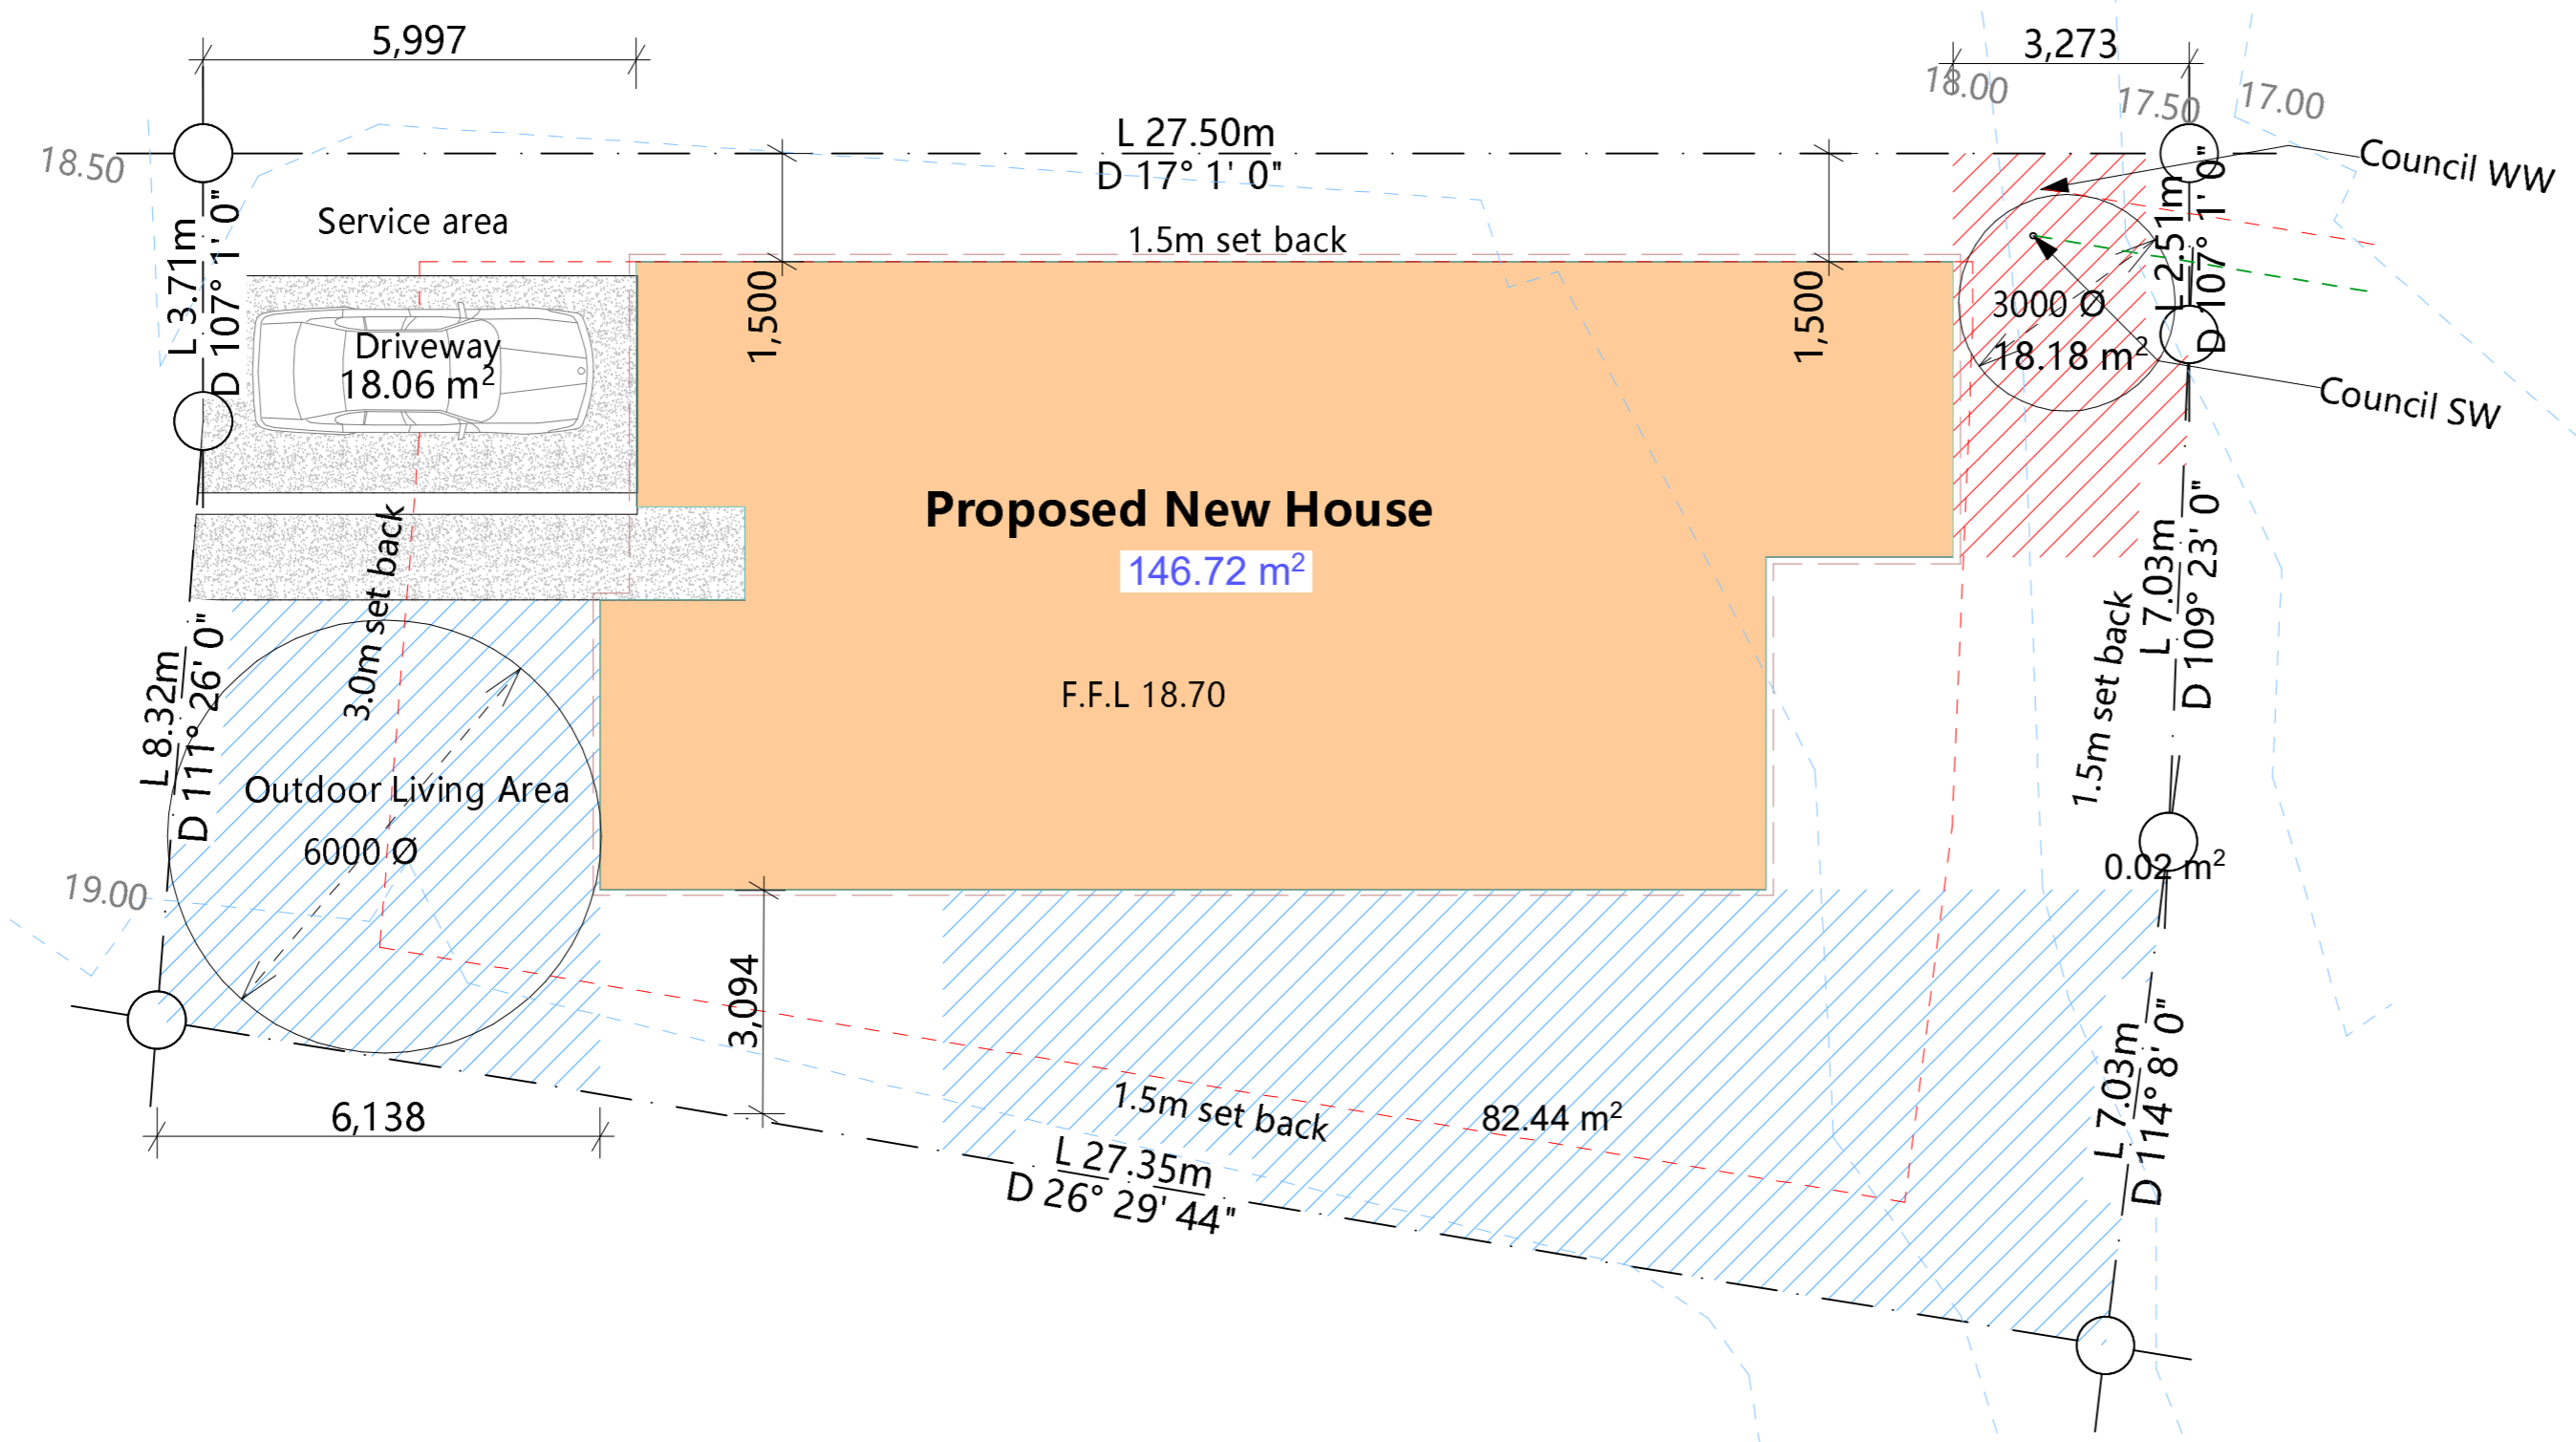 5,997
3,273
18.00
17.50
17.00
L 27.50m
D 17° 1' 0"
Council WW
18.50
Service area
1.5m set back
L 3.71m
D 107° 1' 0"
1,500
1,500
L 2.51m
D 107° 1' 0"
Driveway
18.06 m²
3000 Ø
18.18 m²
Council SW
Proposed New House
146.72 m²
3.0m set back
F.F.L 18.70
L 7.03m
D 109° 23' 0"
1.5m set back
L 8.32m
D 111° 26' 0"
Outdoor Living Area
6000 Ø
19.00
0.02 m²
3,094
6,138
1.5m set back
82.44 m²
L 27.35m
D 26° 29' 44"
L 7.03m
D 114° 8' 0"